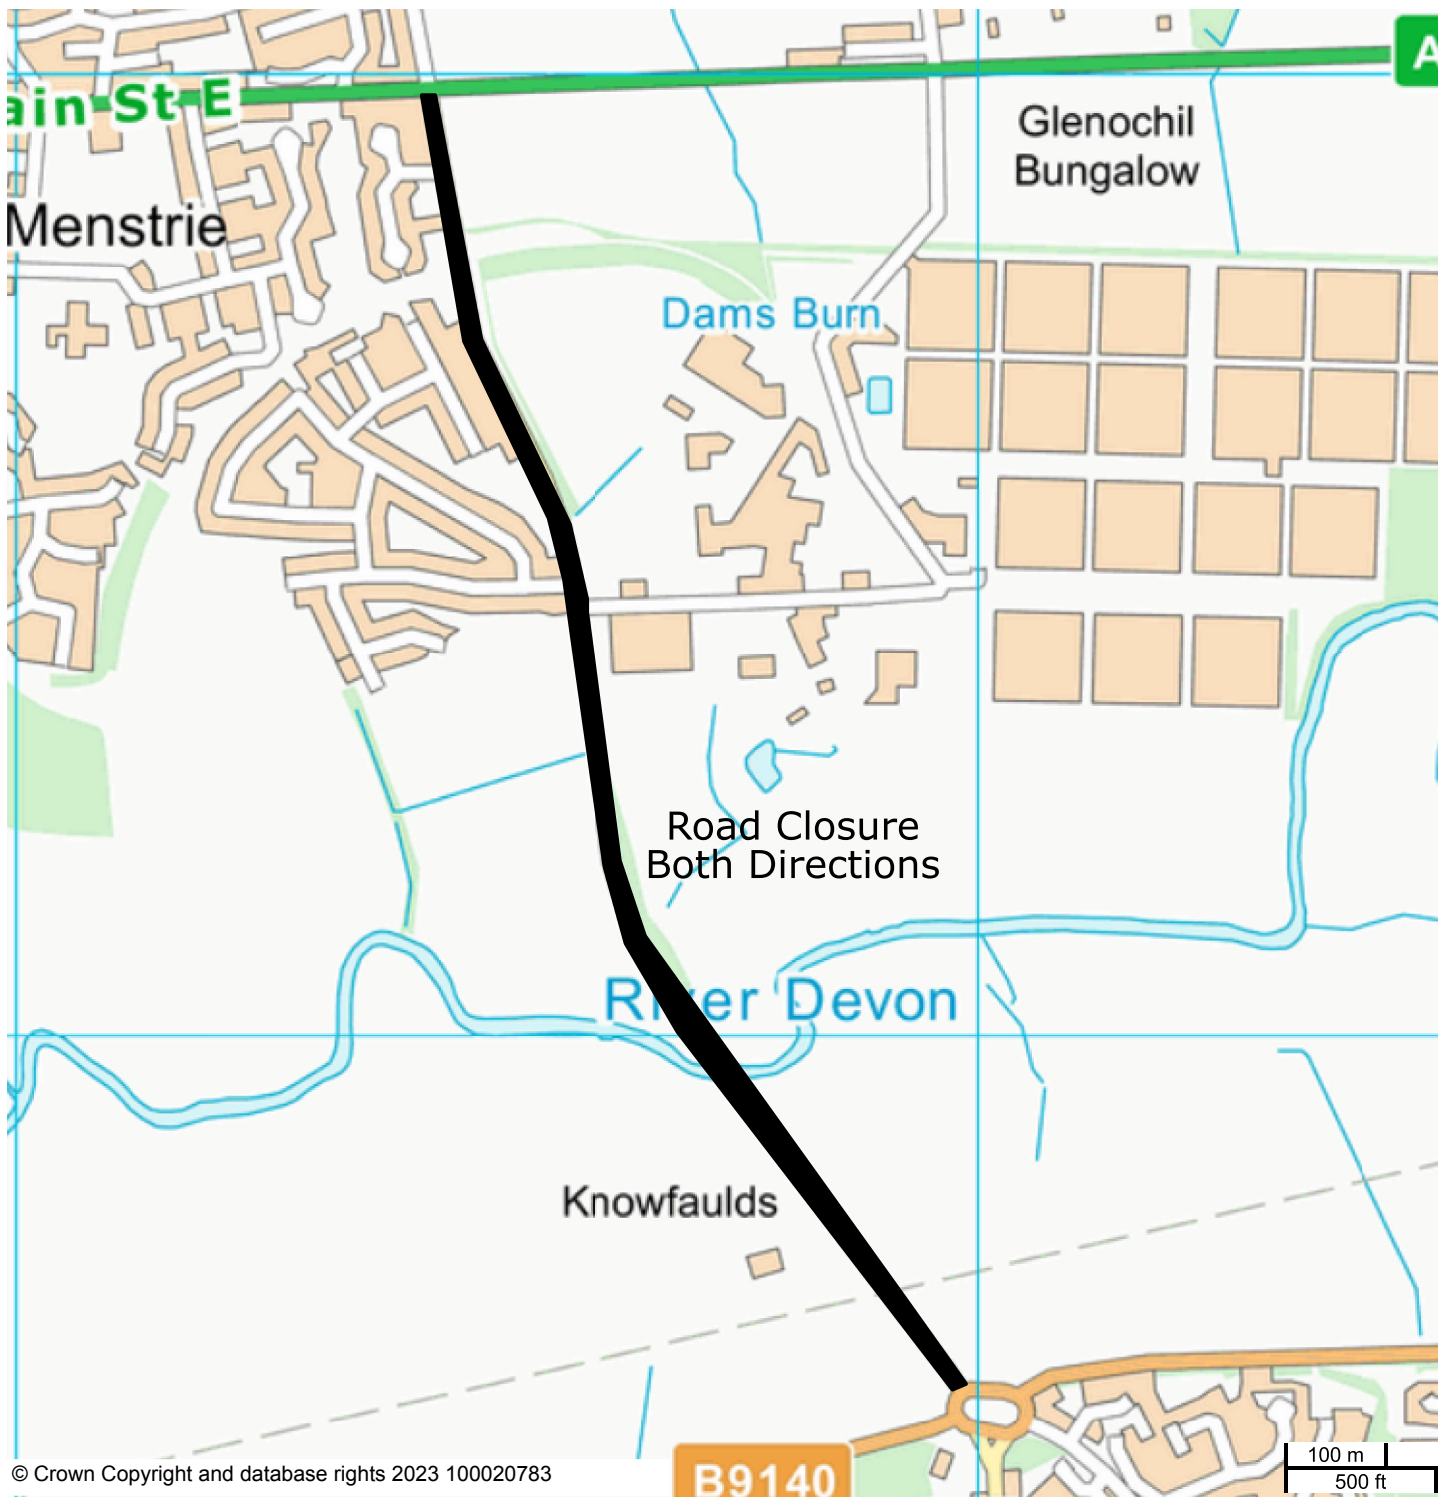 A
ain St E
Glenochil
Bungalow
Menstrie
Dams Burn
Road Closure
Both Directions
River Devon
Knowfaulds
B9140
100 m
500 ft
© Crown Copyright and database rights 2023 100020783